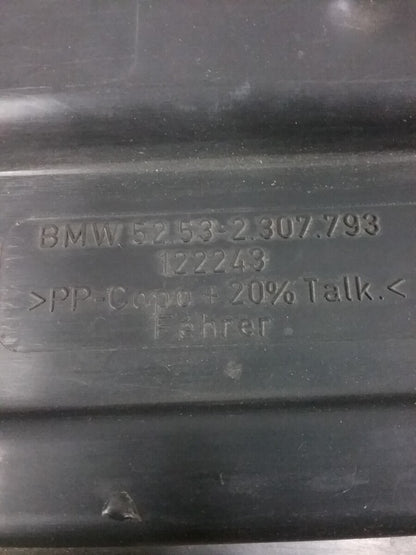 BMW 52.53-2.307.793
122243
>PP-Copo + 20% Talk.<
Fahrer